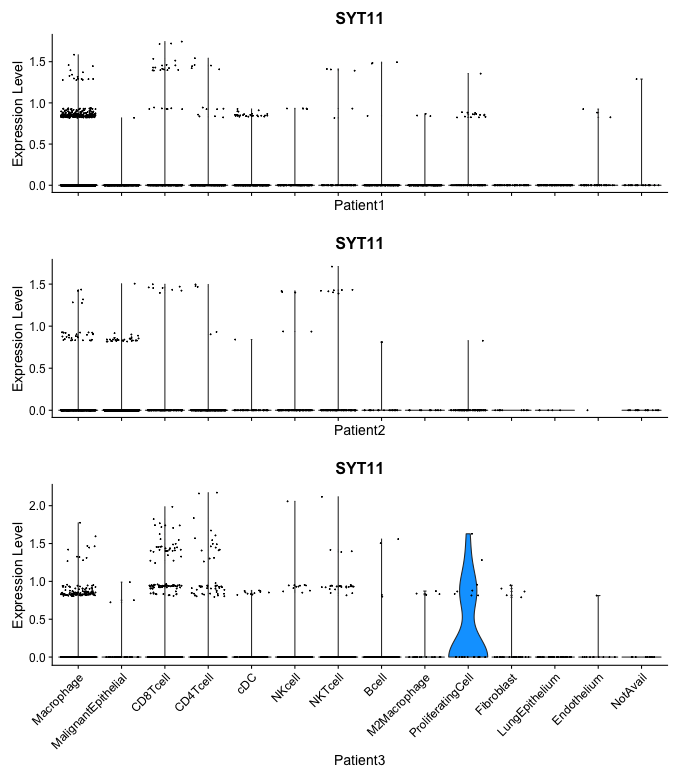 SYT11
Expression Level
1.5
1.0
0.5
0.0
Patient1
SYT11
Expression Level
1.5
1.0
0.5
0.0
Patient2
SYT11
Expression Level
2.0
1.5
1.0
0.5
0.0
Macrophage
MalignantEpithelial
CD8Tcell
CD4Tcell
cDC
NKcell
NKTcell
Bcell
M2Macrophage
ProliferatingCell
Fibroblast
LungEpithelium
Endothelium
NotAvail
Patient3